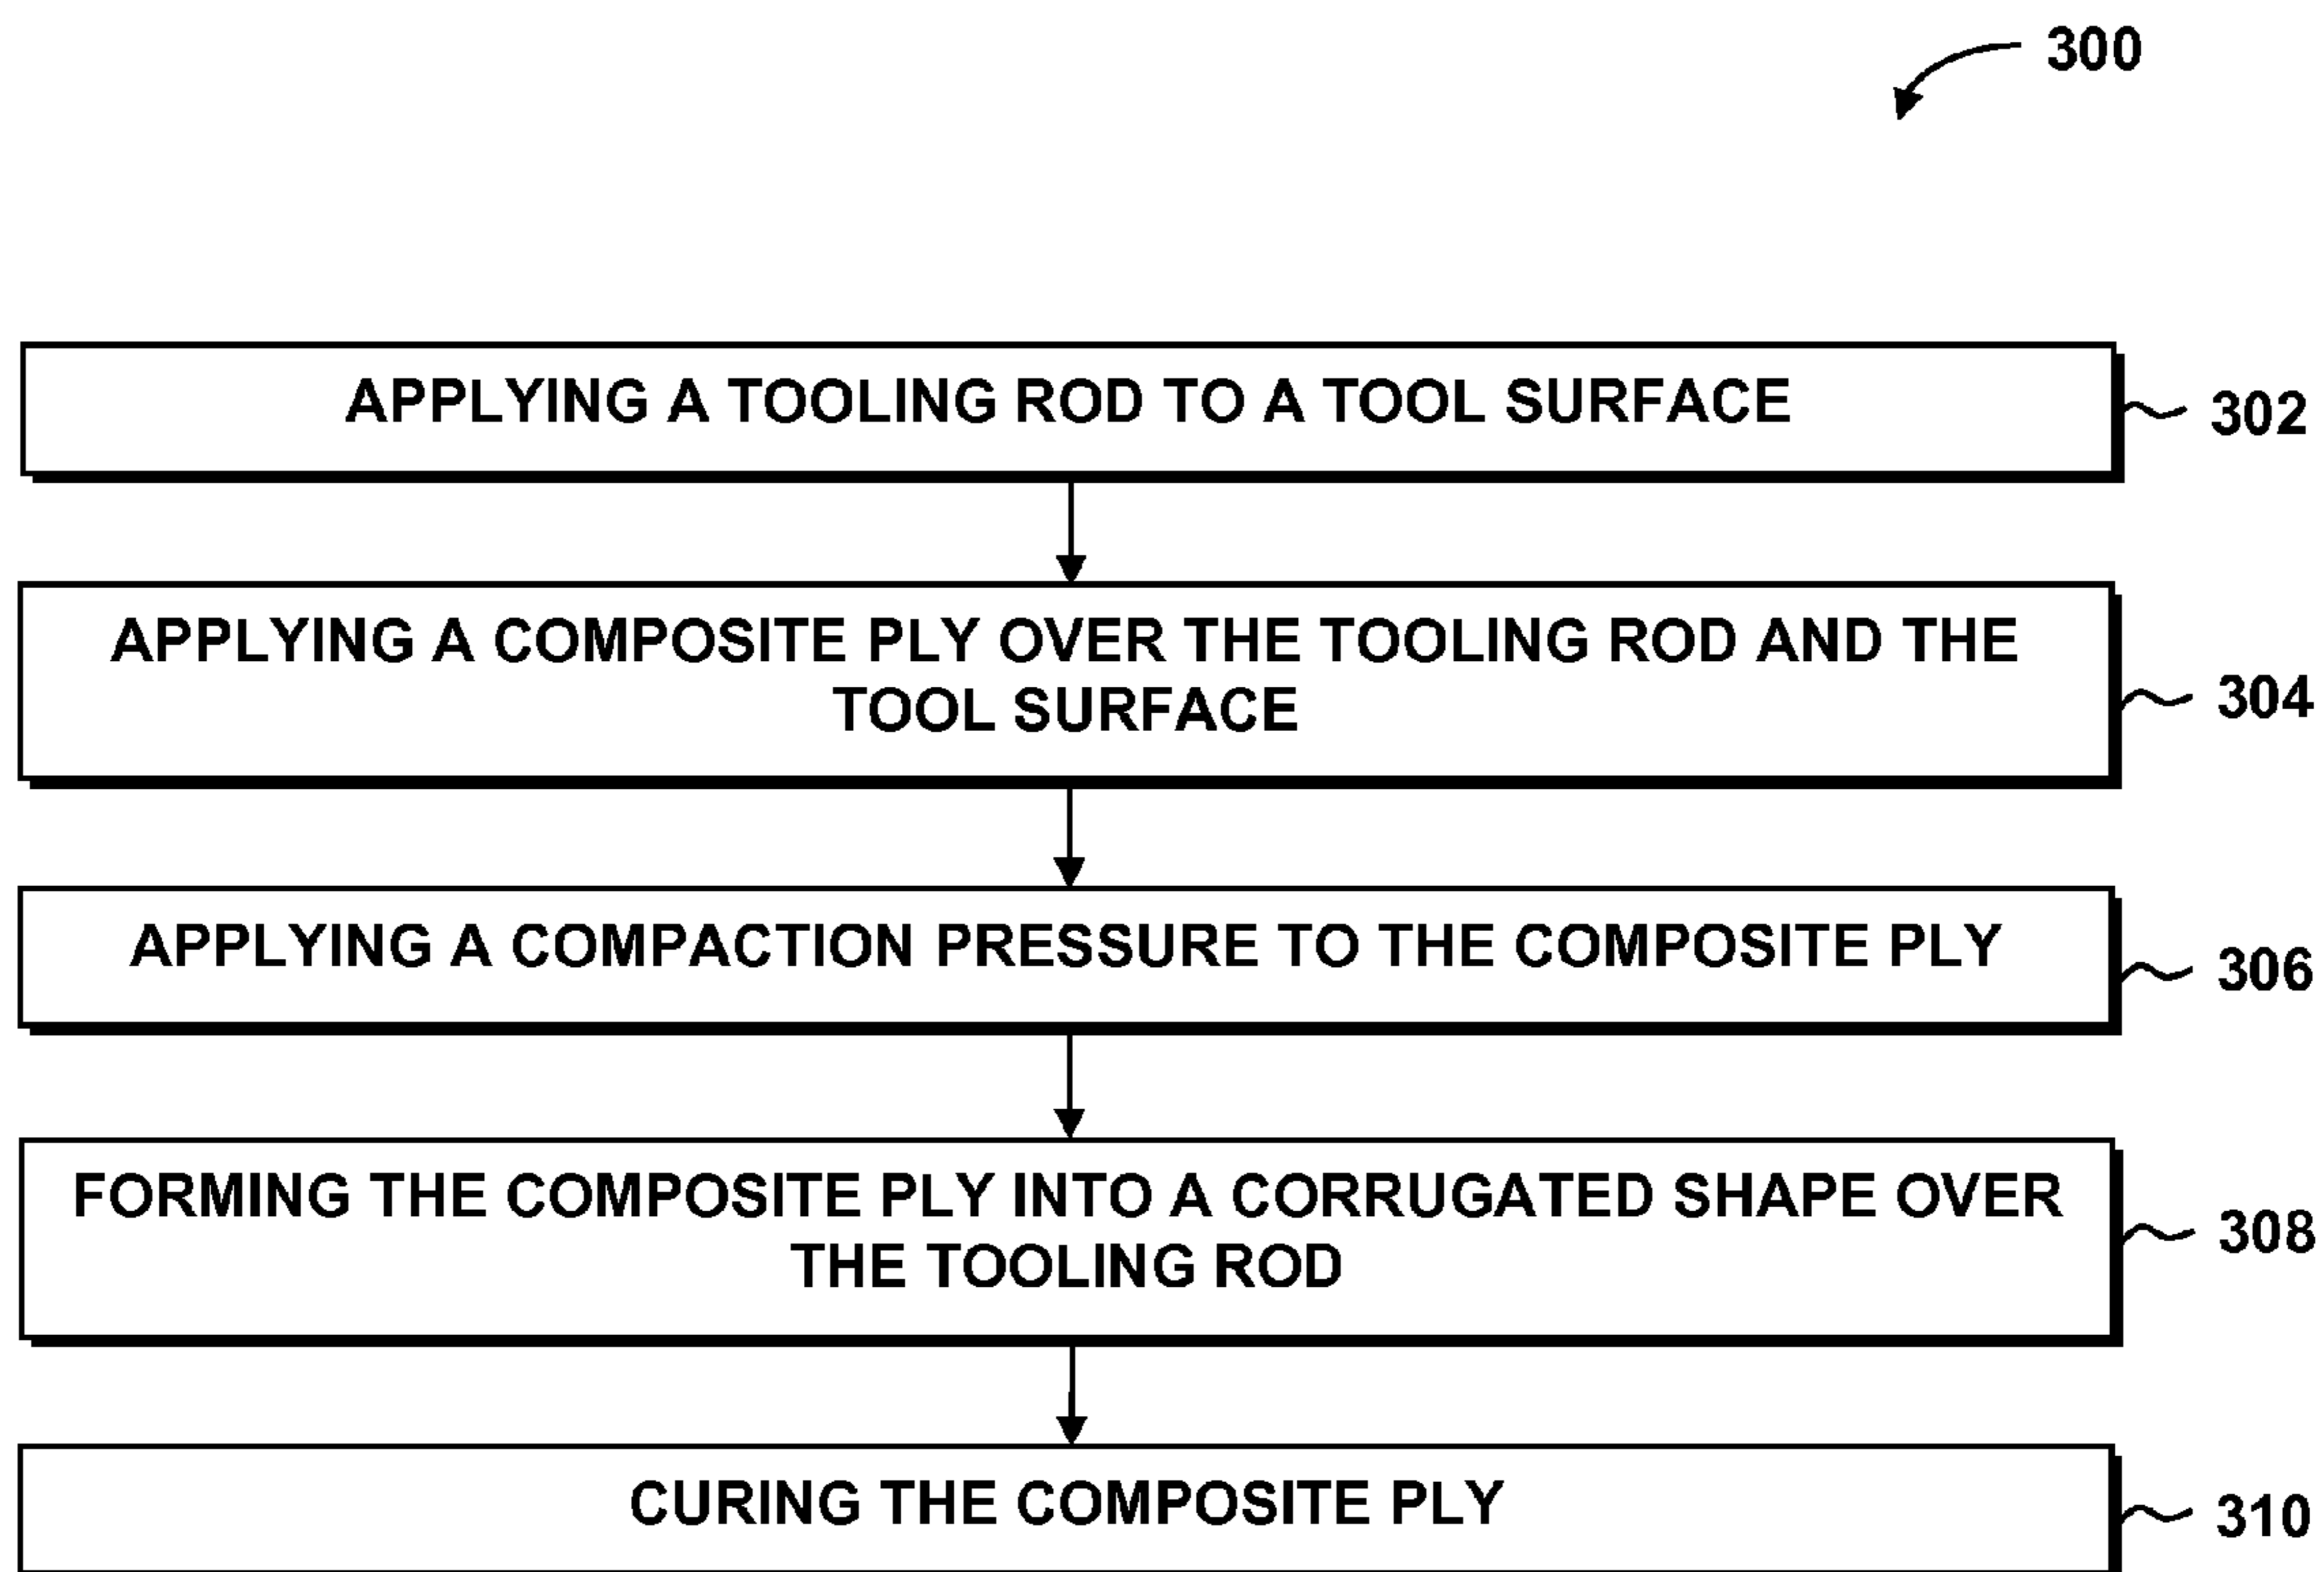 300
APPLYING A TOOLING ROD TO A TOOL SURFACE
302
APPLYING A COMPOSITE PLY OVER THE TOOLING ROD AND THE
TOOL SURFACE
304
APPLYING A COMPACTION PRESSURE TO THE COMPOSITE PLY
306
FORMING THE COMPOSITE PLY INTO A CORRUGATED SHAPE OVER
THE TOOLING ROD
308
CURING THE COMPOSITE PLY
310